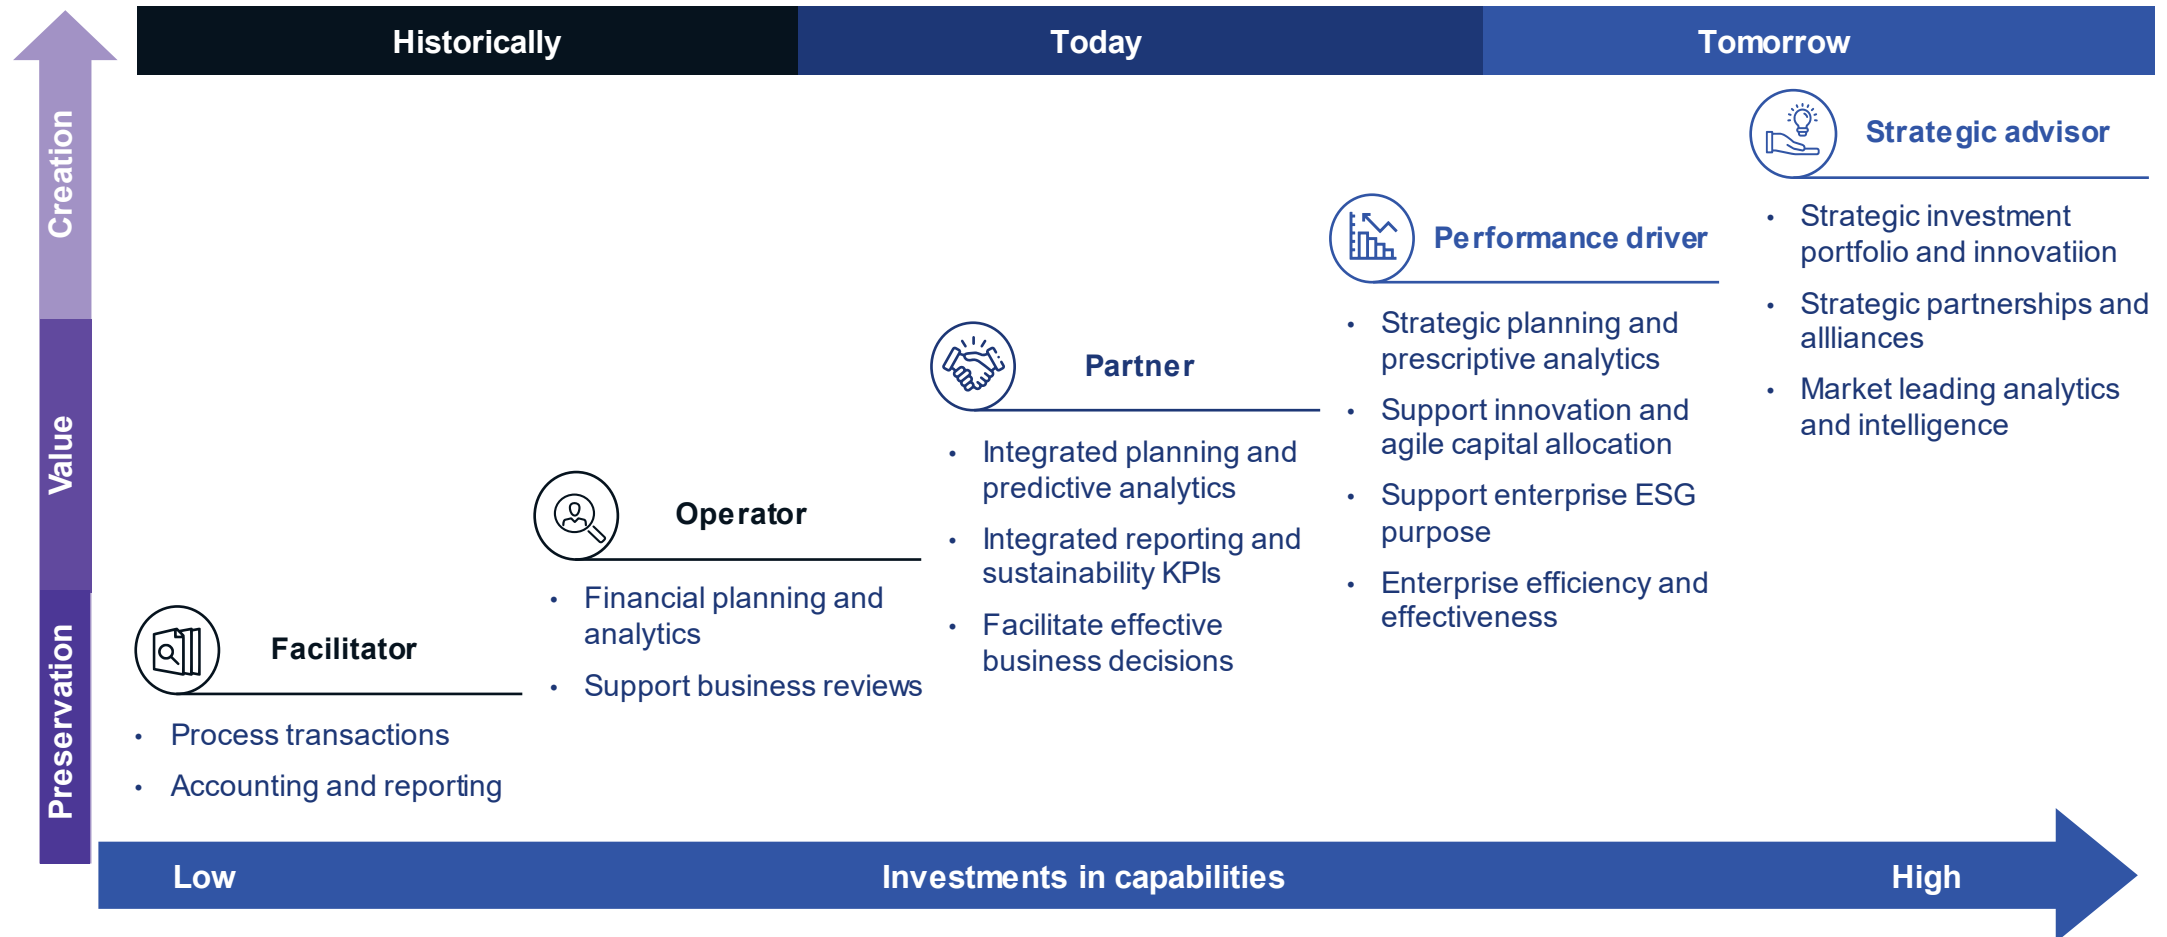 Historically
Today
Tomorrow
Creation
Value
Preservation
Facilitator
• Process transactions
• Accounting and reporting
Operator
• Financial planning and
analytics
• Support business reviews
Partner
• Integrated planning and
predictive analytics
• Integrated reporting and
sustainability KPIs
• Facilitate effective
business decisions
Performance driver
• Strategic planning and
prescriptive analytics
• Support innovation and
agile capital allocation
• Support enterprise ESG
purpose
• Enterprise efficiency and
effectiveness
Strategic advisor
• Strategic investment
portfolio and innovatiion
• Strategic partnerships and
allliances
• Market leading analytics
and intelligence
Low
Investments in capabilities
High